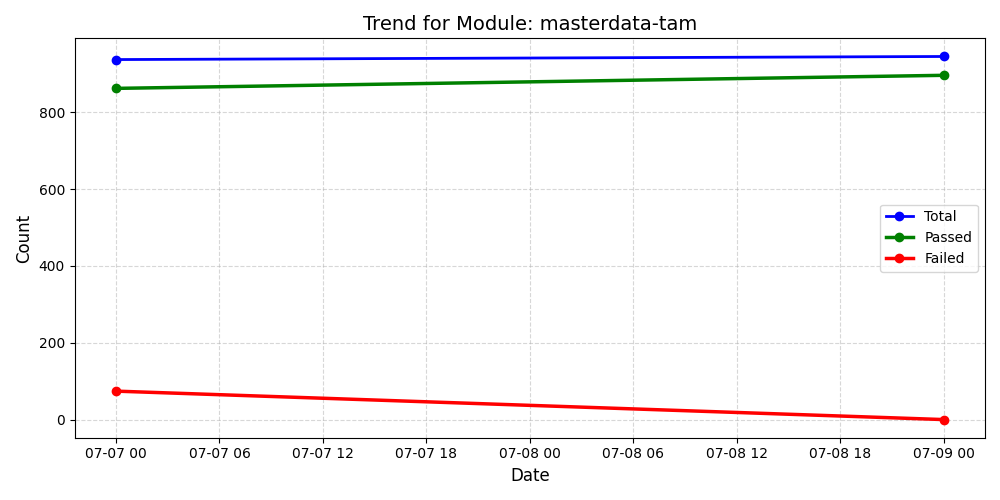 Trend for Module: masterdata-tam
Count
800
600
400
200
0
Total
Passed
Failed
07-07 00
07-07 06
07-07 12
07-07 18
07-08 00
07-08 06
07-08 12
07-08 18
07-09 00
Date